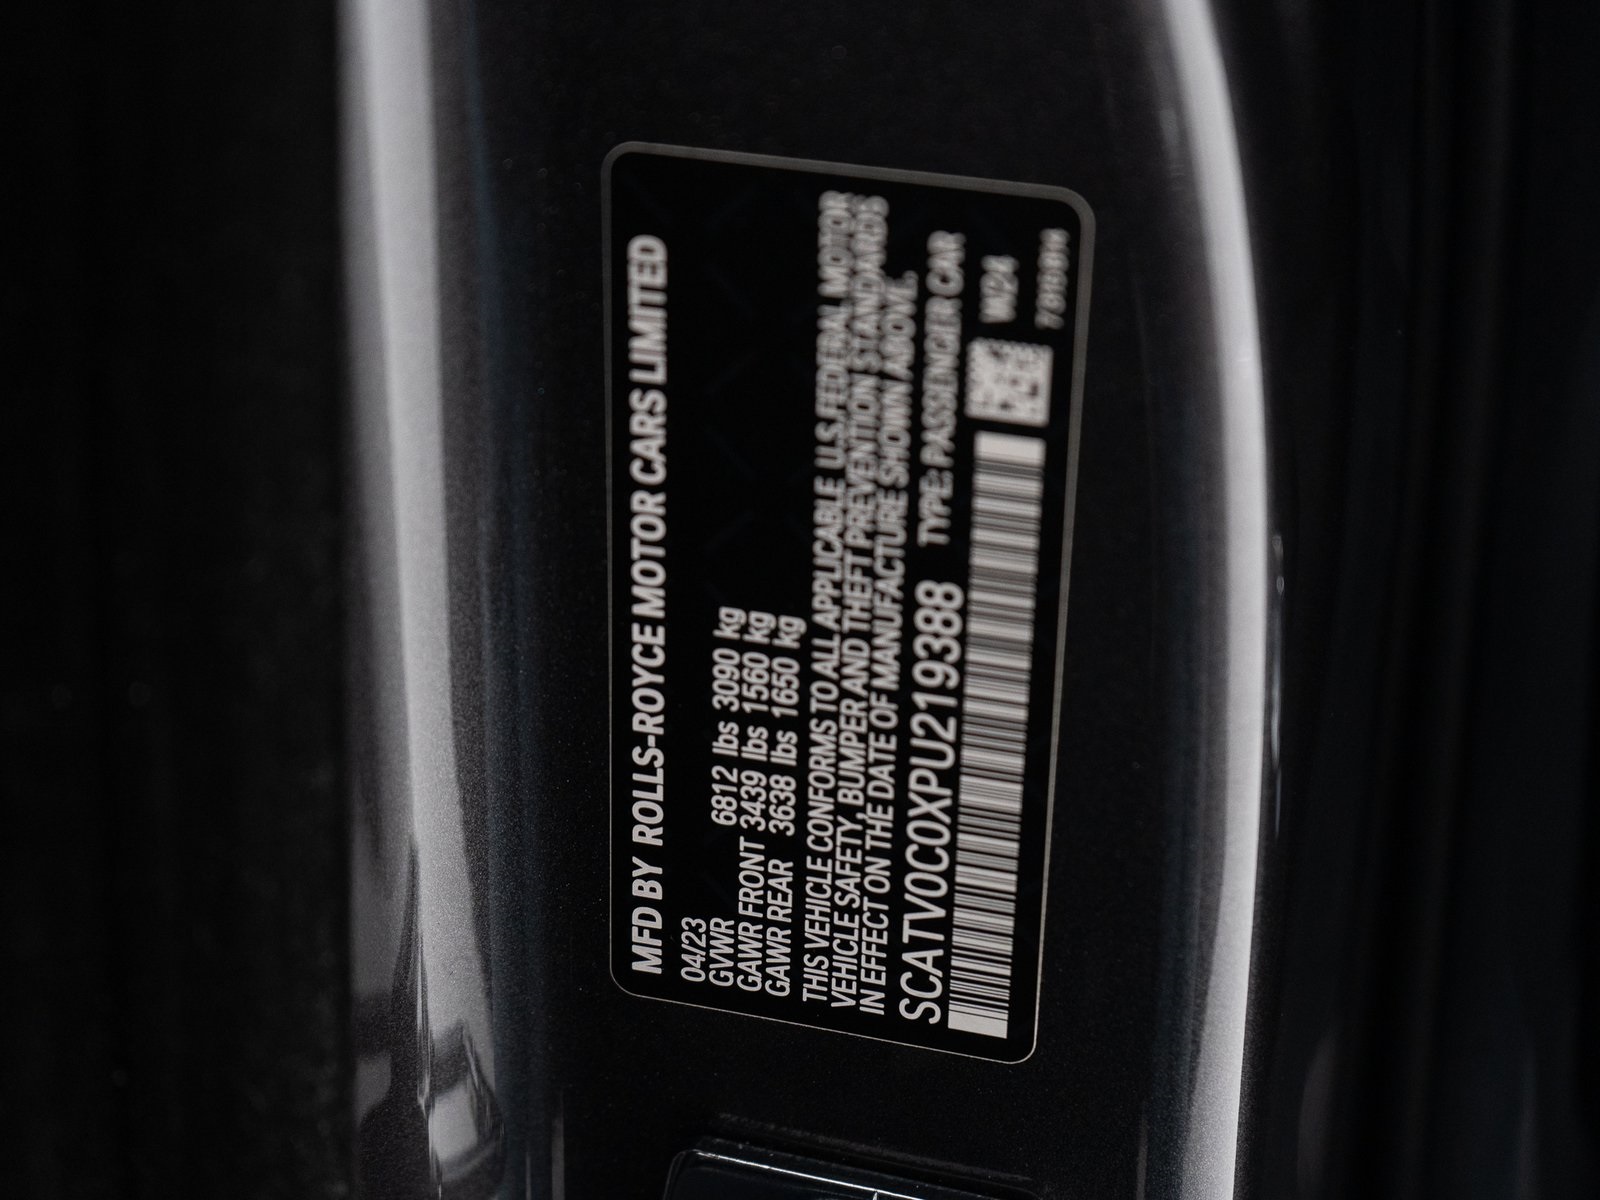 MFD BY ROLLS-ROYCE MOTOR CARS LIMITED
04/23
GVWR 6812 lbs 3090 kg
GAWR FRONT 3439 lbs 1560 kg
GAWR REAR 3638 lbs 1650 kg
THIS VEHICLE CONFORMS TO ALL APPLICABLE U.S. FEDERAL MOTOR
VEHICLE SAFETY, BUMPER AND THEFT PREVENTION STANDARDS
IN EFFECT ON THE DATE OF MANUFACTURE SHOWN ABOVE.
SCATV0C0XPU219388 TYPE: PASSENGER CAR